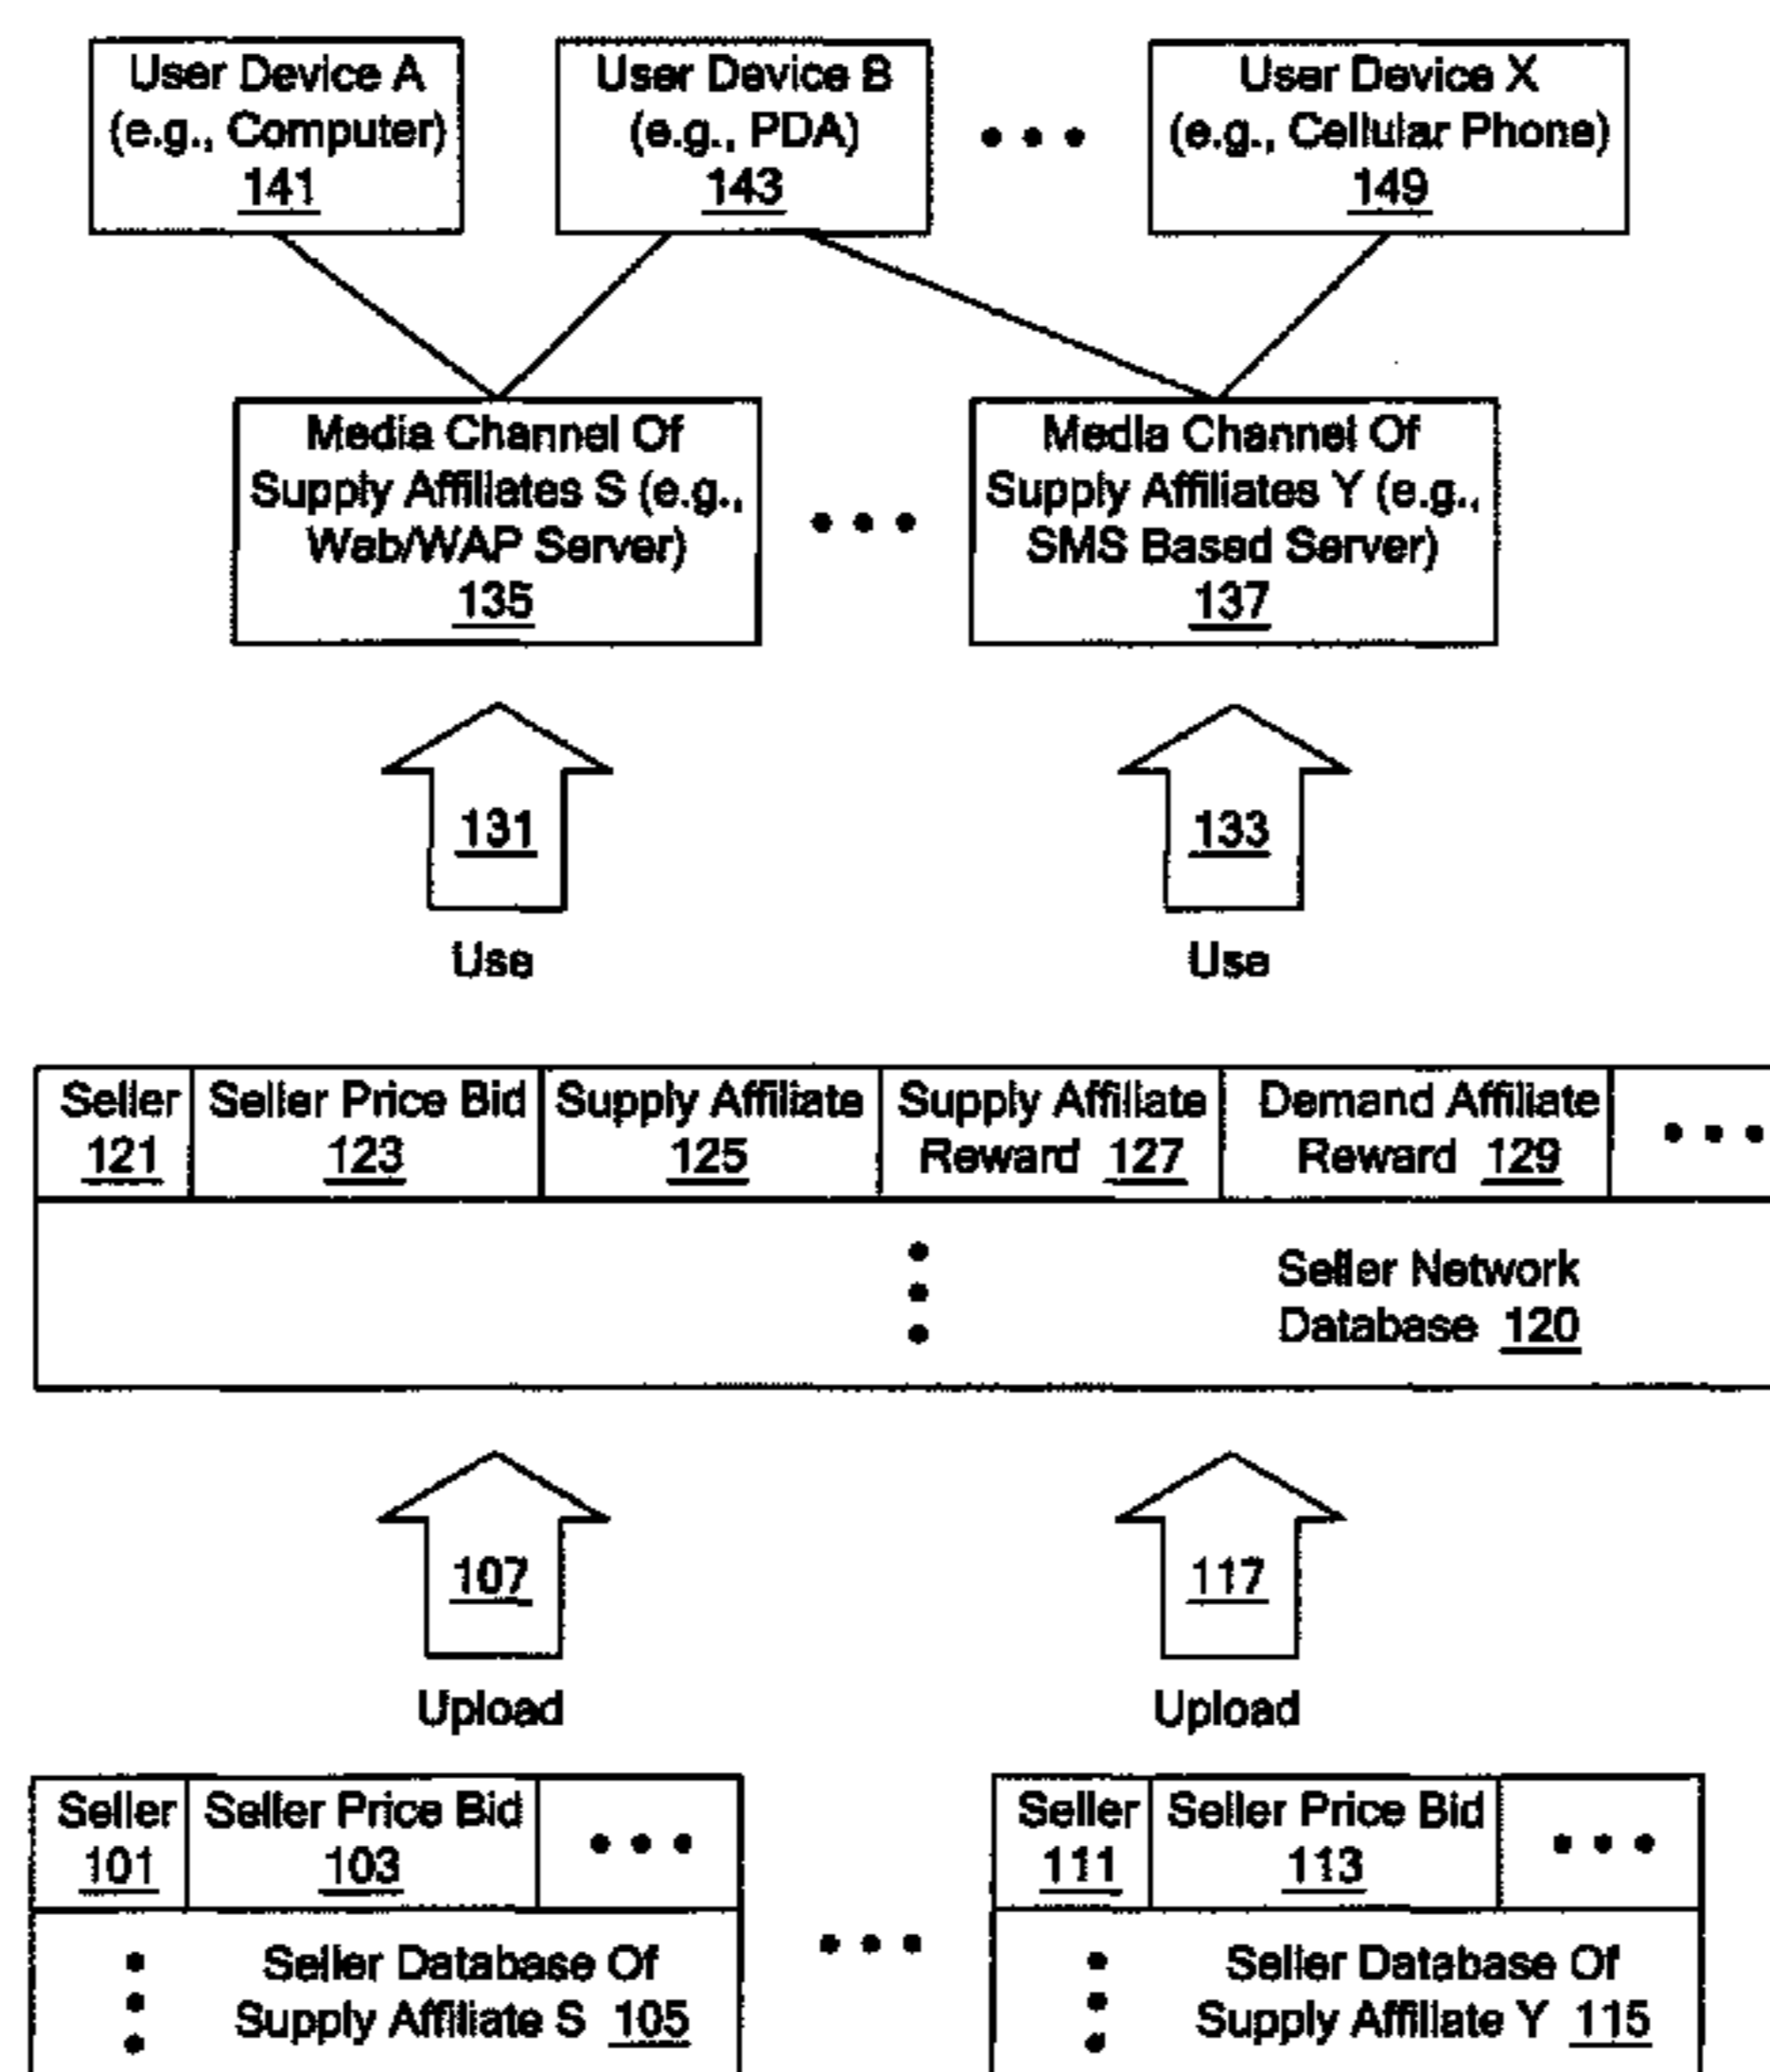 User Device A
(e.g., Computer)
141
User Device B
(e.g., PDA)
143
User Device X
(e.g., Cellular Phone)
149
Media Channel Of
Supply Affiliates S (e.g.,
Web/WAP Server)
135
Media Channel Of
Supply Affiliates Y (e.g.,
SMS Based Server)
137
131
Use
133
Use
Seller
121
Seller Price Bid
123
Supply Affiliate
125
Supply Affiliate
Reward 127
Demand Affiliate
Reward 129
Seller Network
Database 120
107
Upload
117
Upload
Seller
101
Seller Price Bid
103
Seller Database Of
Supply Affiliate S 105
Seller
111
Seller Price Bid
113
Seller Database Of
Supply Affiliate Y 115